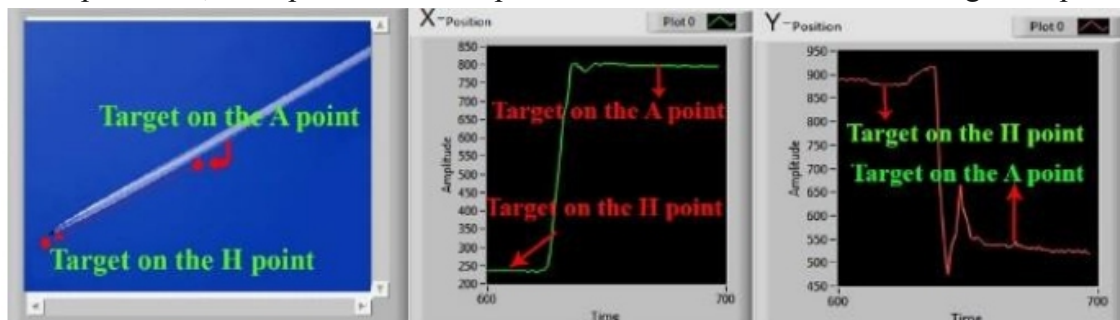 Target on the A point
Target on the H point
X-Position
Plot 0
850
800
750
700
650
600
550
500
450
400
350
300
250
200
Amplitude
600
700
Time
Target on the A point
Target on the H point
Y-Position
Plot 0
950
900
850
800
750
700
650
600
550
500
450
Amplitude
600
700
Time
Target on the H point
Target on the A point